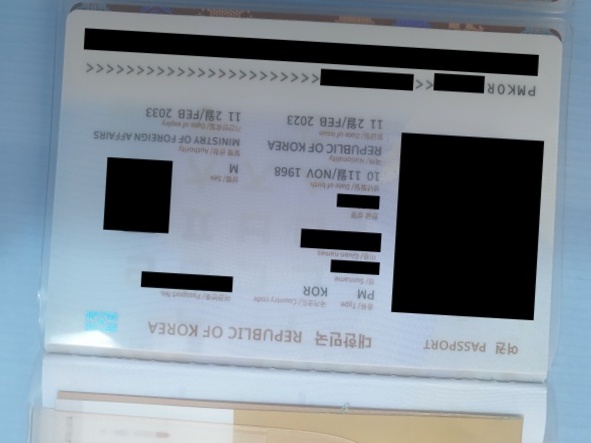 여권 PASSPORT
대한민국 REPUBLIC OF KOREA
종류/Type 국가코드/Country code 여권번호/Passport No.
PM KOR
성/Surname
이름/Given names
한글성명
생년월일/Date of birth 성별/Sex
10 11월/NOV 1968 M
국적/Nationality 발행관청/Authority
REPUBLIC OF KOREA MINISTRY OF FOREIGN AFFAIRS
발급일/Date of issue 기간만료일/Date of expiry
11 2월/FEB 2023 11 2월/FEB 2033
PMKOR <<<<<<<<<<<<<<<<<<<<<<<<<<